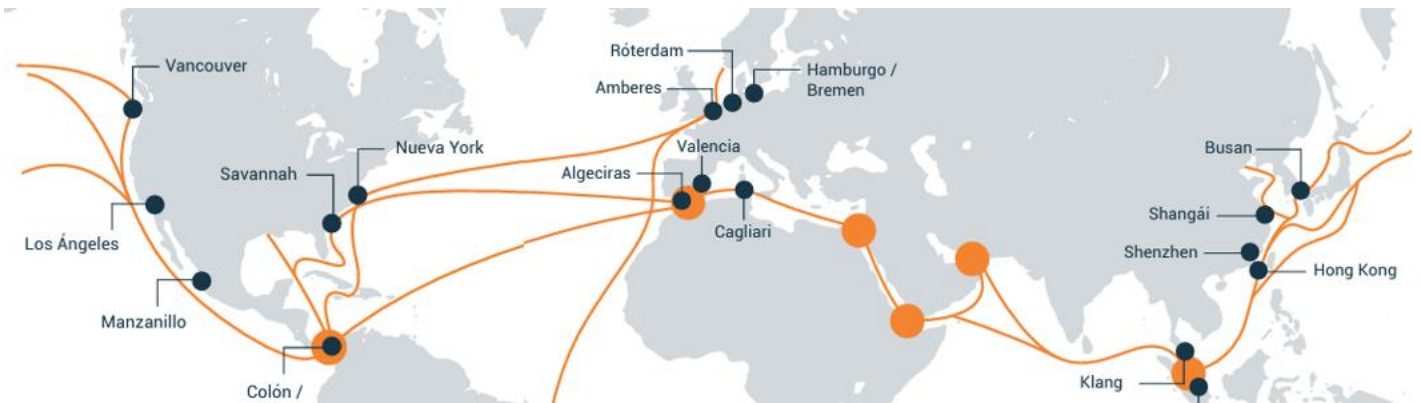 Vancouver
Nueva York
Savannah
Los Ángeles
Manzanillo
Colón /
Róterdam
Amberes
Hamburgo /
Bremen
Valencia
Algeciras
Cagliari
Busan
Shangái
Shenzhen
Hong Kong
Klang